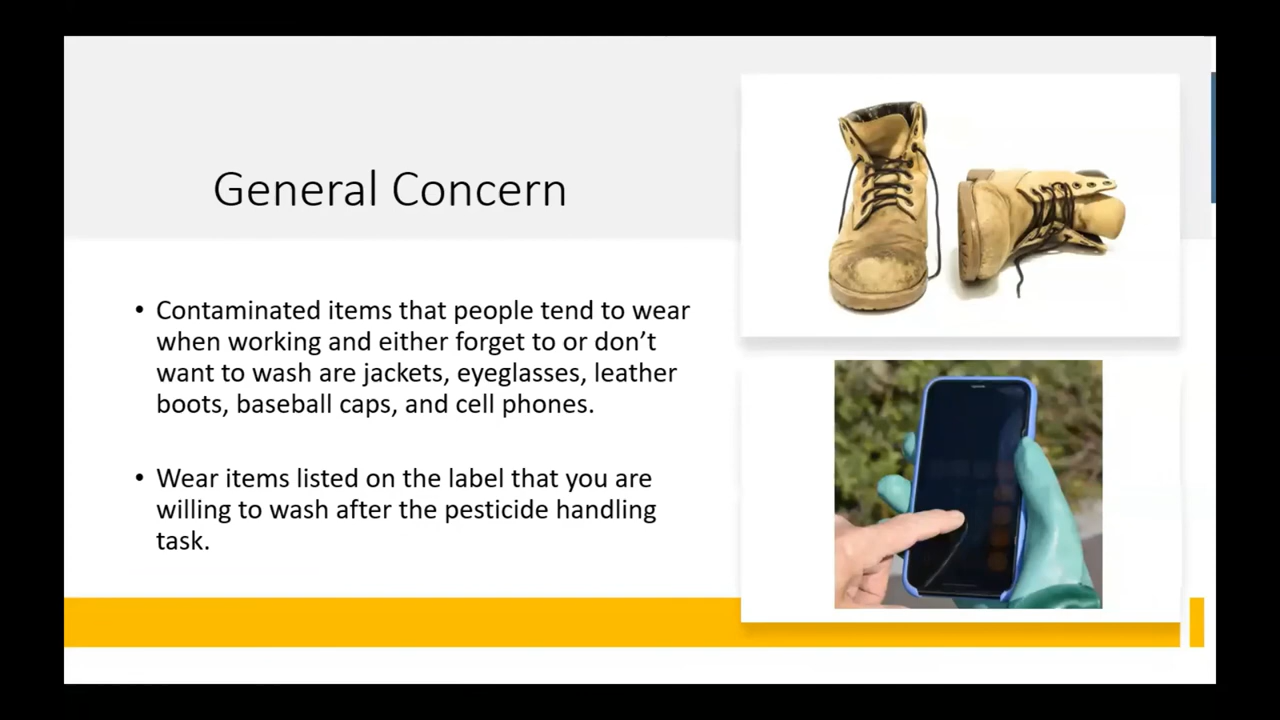 General Concern
• Contaminated items that people tend to wear
when working and either forget to or don’t
want to wash are jackets, eyeglasses, leather
boots, baseball caps, and cell phones.
• Wear items listed on the label that you are
willing to wash after the pesticide handling
task.